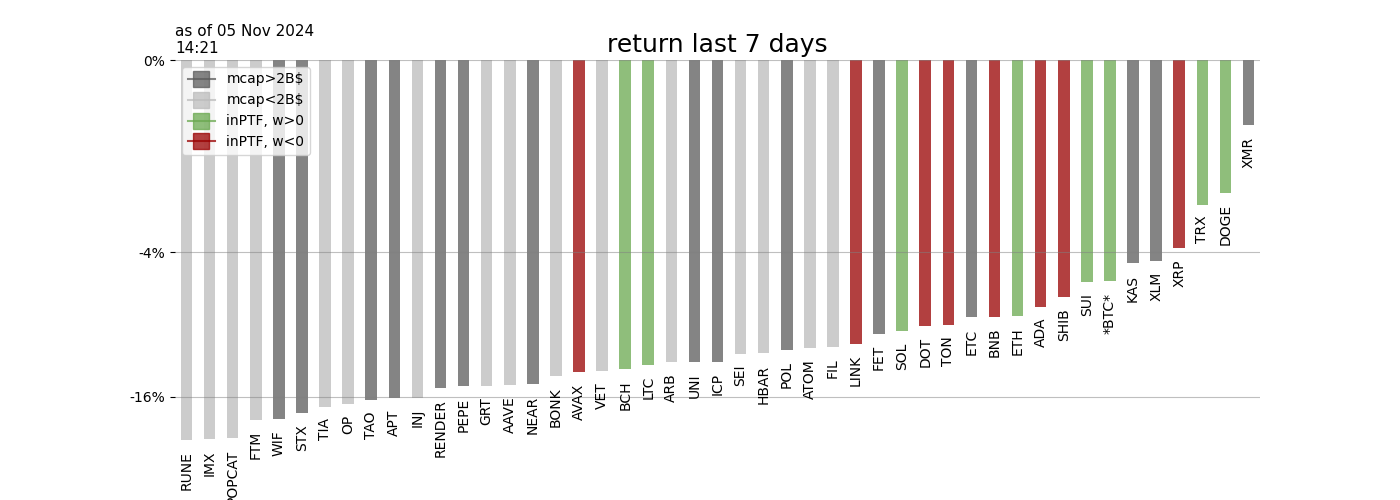 as of 05 Nov 2024
14:21
return last 7 days
0%
-4%
-16%
mcap>2B$
mcap<2B$
inPTF, w>0
inPTF, w<0
RUNE
IMX
POPCAT
FTM
WIF
STX
TIA
OP
TAO
APT
INJ
RENDER
PEPE
GRT
AAVE
NEAR
BONK
AVAX
VET
BCH
LTC
ARB
UNI
ICP
SEI
HBAR
POL
ATOM
FIL
LINK
FET
SOL
DOT
TON
ETC
BNB
ETH
ADA
SHIB
SUI
*BTC*
KAS
XLM
XRP
TRX
DOGE
XMR